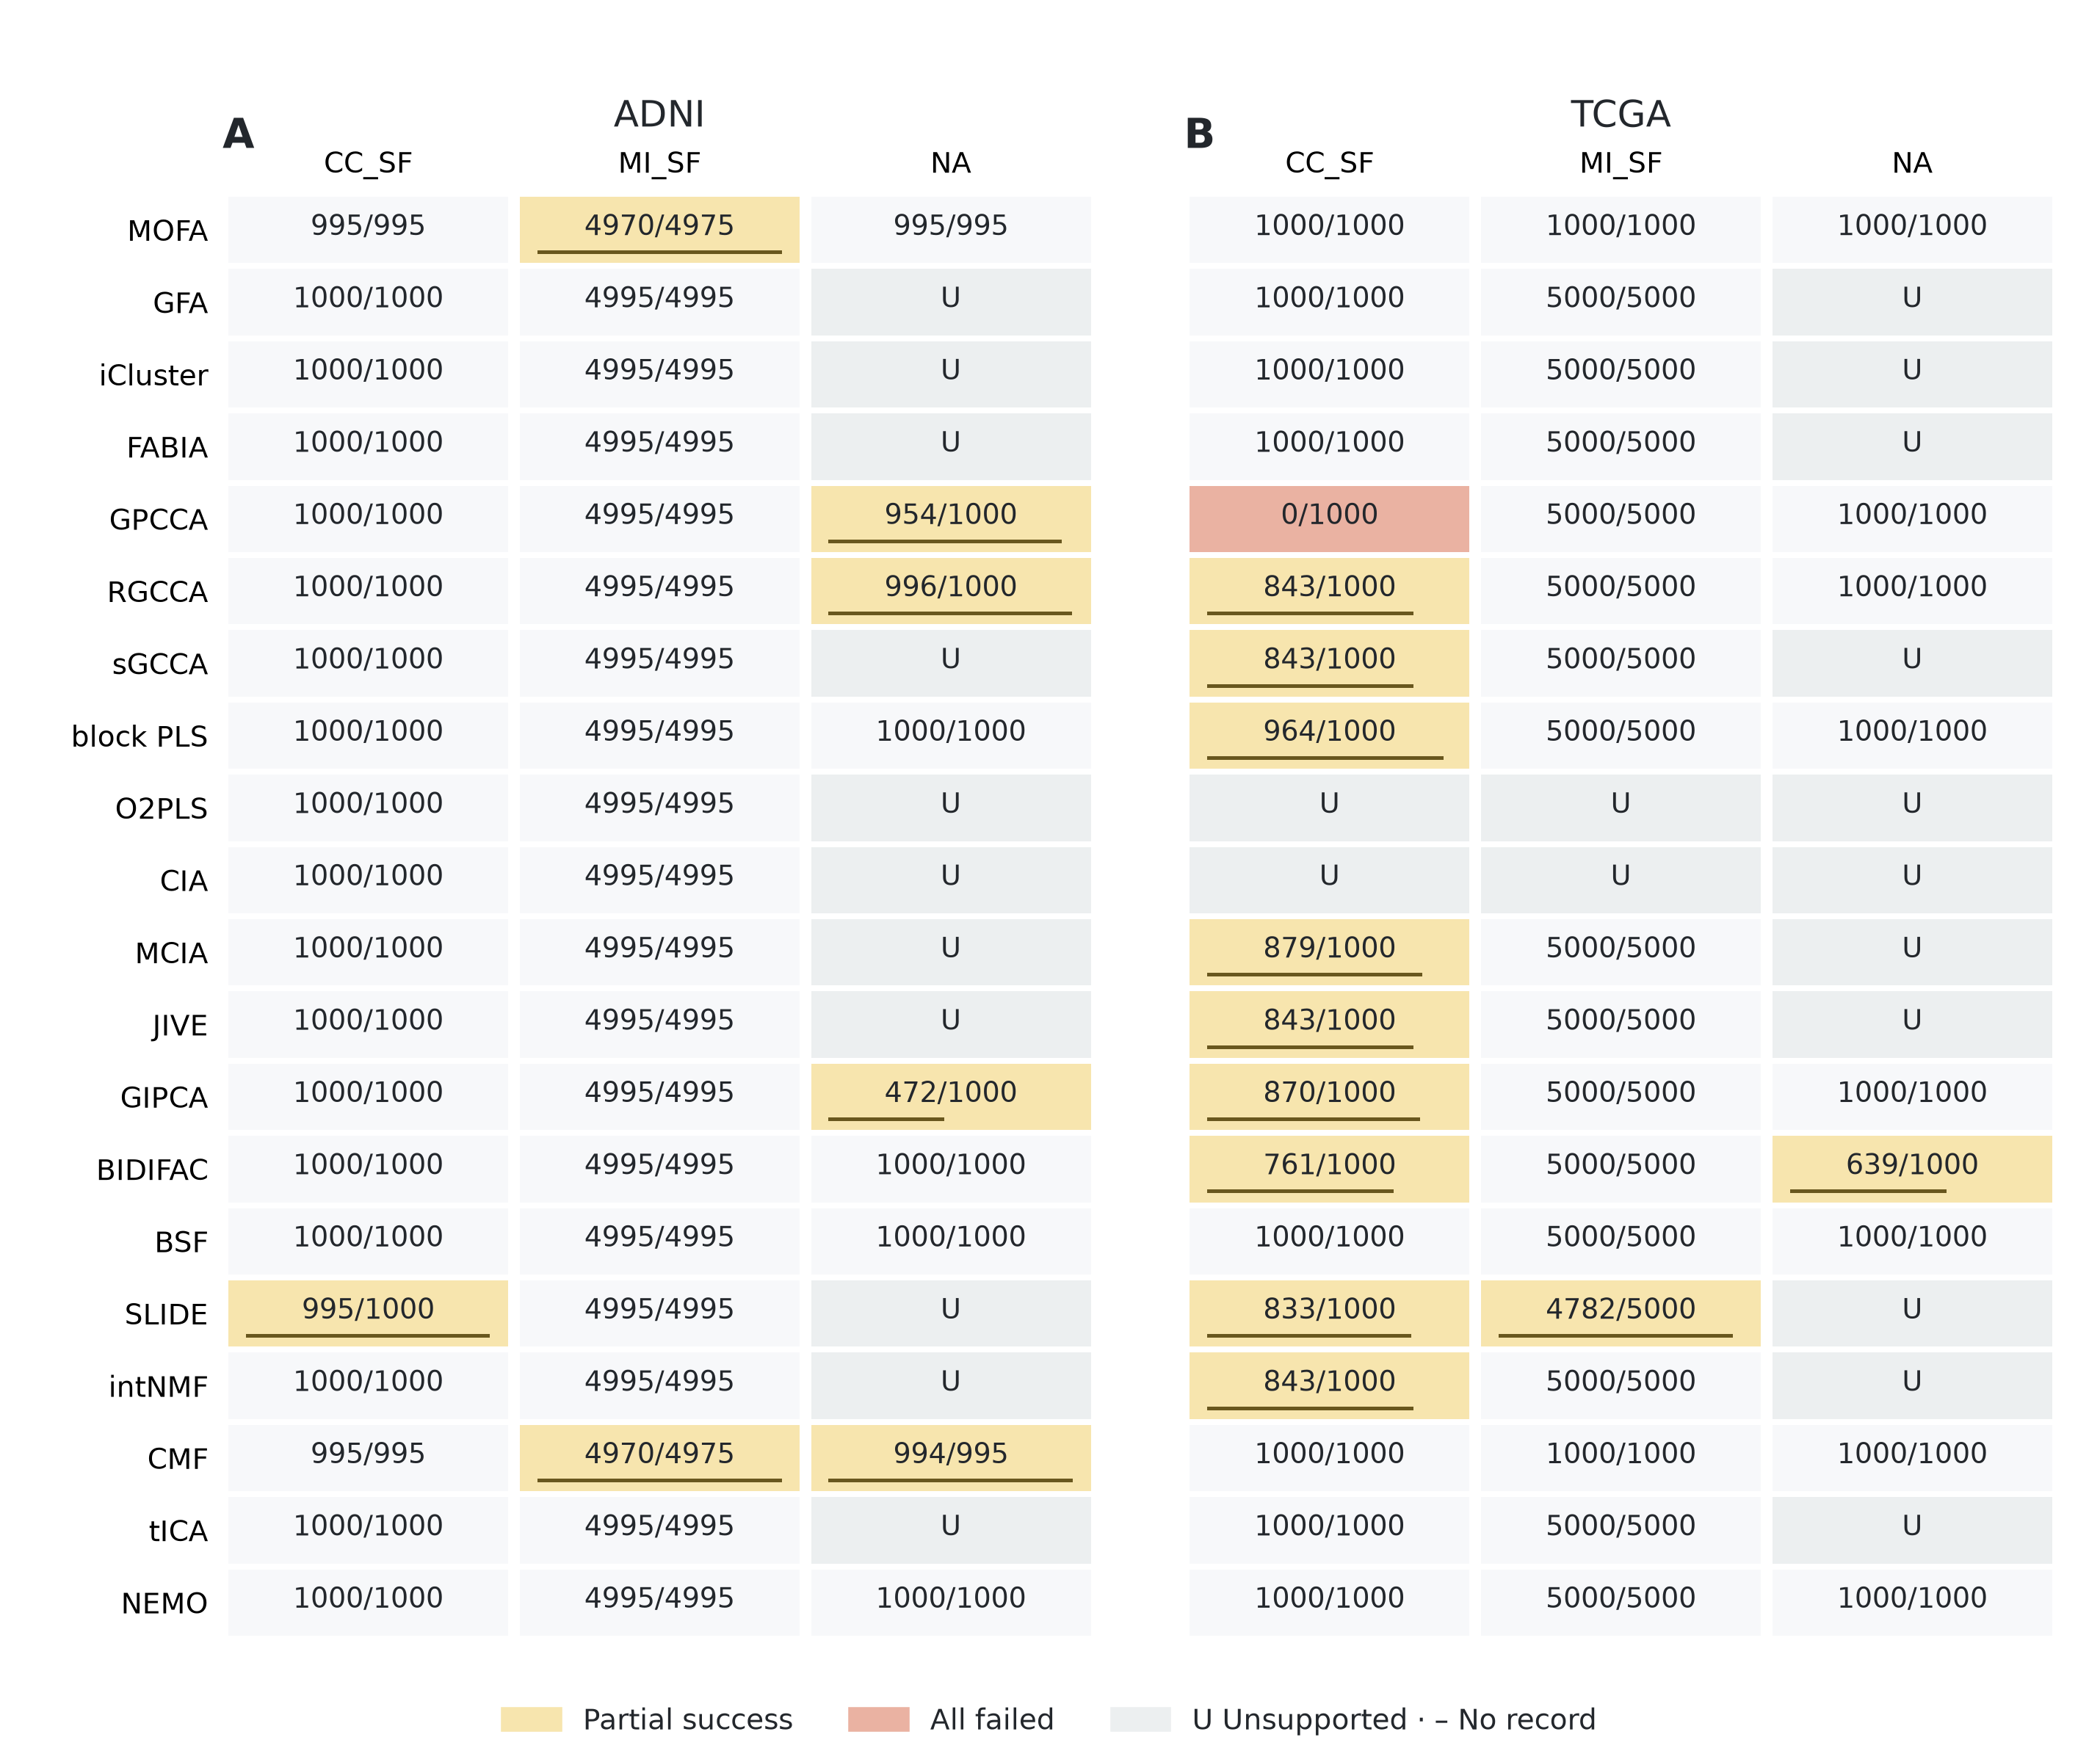 ADNI TCGA
A B
CC_SF MI_SF NA CC_SF MI_SF NA
MOFA 995/995 4970/4975 995/995 1000/1000 1000/1000 1000/1000
GFA 1000/1000 4995/4995 U 1000/1000 5000/5000 U
iCluster 1000/1000 4995/4995 U 1000/1000 5000/5000 U
FABIA 1000/1000 4995/4995 U 1000/1000 5000/5000 U
GPCCA 1000/1000 4995/4995 954/1000 0/1000 5000/5000 1000/1000
RGCCA 1000/1000 4995/4995 996/1000 843/1000 5000/5000 1000/1000
sGCCA 1000/1000 4995/4995 U 843/1000 5000/5000 U
block PLS 1000/1000 4995/4995 1000/1000 964/1000 5000/5000 1000/1000
O2PLS 1000/1000 4995/4995 U U U U
CIA 1000/1000 4995/4995 U U U U
MCIA 1000/1000 4995/4995 U 879/1000 5000/5000 U
JIVE 1000/1000 4995/4995 U 843/1000 5000/5000 U
GIPCA 1000/1000 4995/4995 472/1000 870/1000 5000/5000 1000/1000
BIDIFAC 1000/1000 4995/4995 1000/1000 761/1000 5000/5000 639/1000
BSF 1000/1000 4995/4995 1000/1000 1000/1000 5000/5000 1000/1000
SLIDE 995/1000 4995/4995 U 833/1000 4782/5000 U
intNMF 1000/1000 4995/4995 U 843/1000 5000/5000 U
CMF 995/995 4970/4975 994/995 1000/1000 1000/1000 1000/1000
tICA 1000/1000 4995/4995 U 1000/1000 5000/5000 U
NEMO 1000/1000 4995/4995 1000/1000 1000/1000 5000/5000 1000/1000
Partial success All failed U Unsupported · – No record